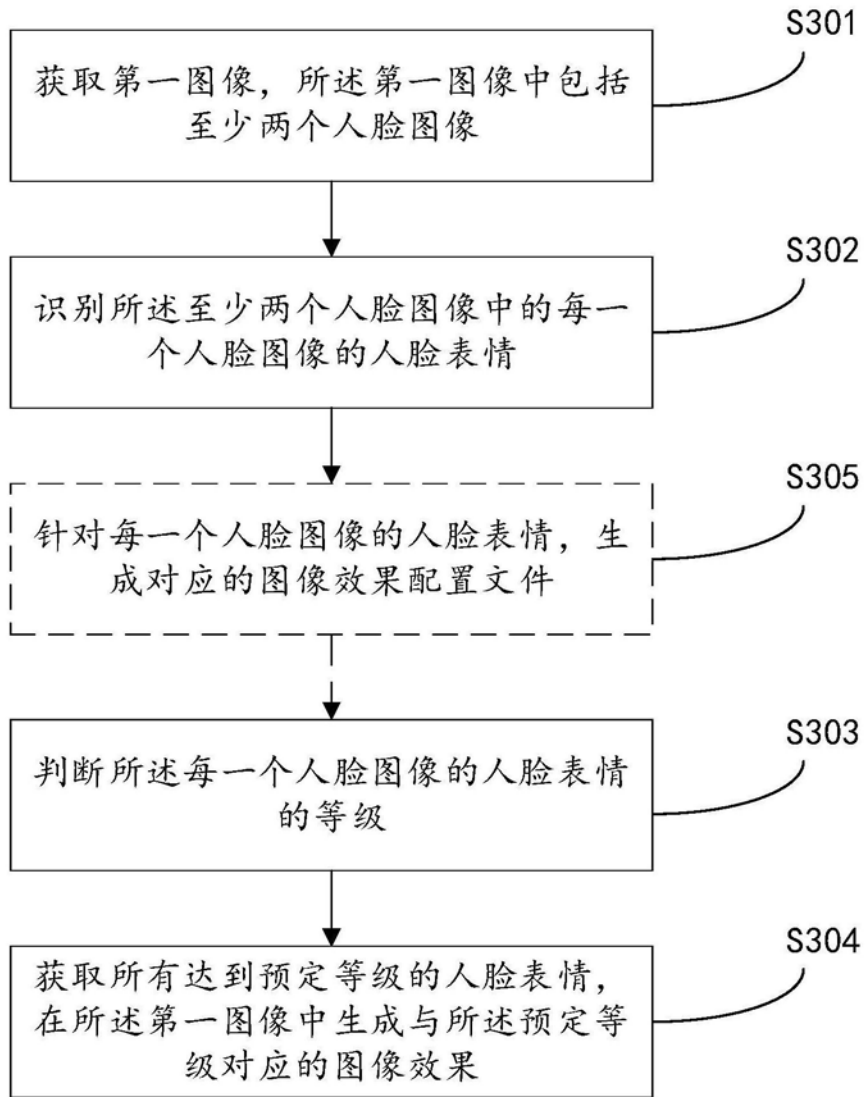 S301
获取第一图像，所述第一图像中包括
至少两个人脸图像
S302
识别所述至少两个人脸图像中的每一
个人脸图像的人脸表情
S305
针对每一个人脸图像的人脸表情，生
成对应的图像效果配置文件
S303
判断所述每一个人脸图像的人脸表情
的等级
S304
获取所有达到预定等级的人脸表情，
在所述第一图像中生成与所述预定等
级对应的图像效果